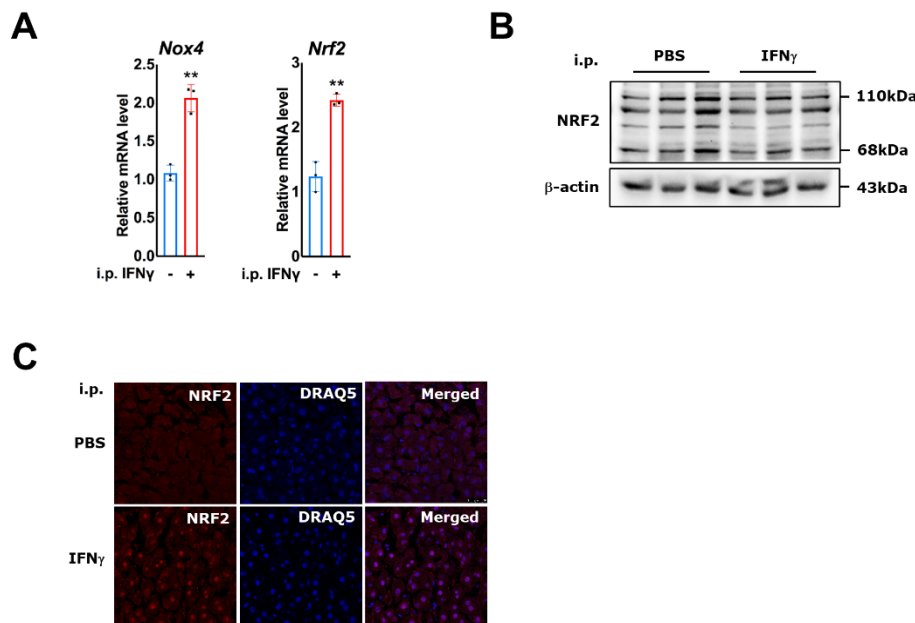 A
Nox4
Relative mRNA level
2.5
2.0
1.5
1.0
0.5
0.0
**
i.p. IFNγ - +
Nrf2
Relative mRNA level
3
2
1
0
**
i.p. IFNγ - +
B
i.p. PBS IFNγ
NRF2
110kDa
68kDa
β-actin
43kDa
C
i.p.
PBS
NRF2 DRAQ5 Merged
IFNγ
NRF2 DRAQ5 Merged